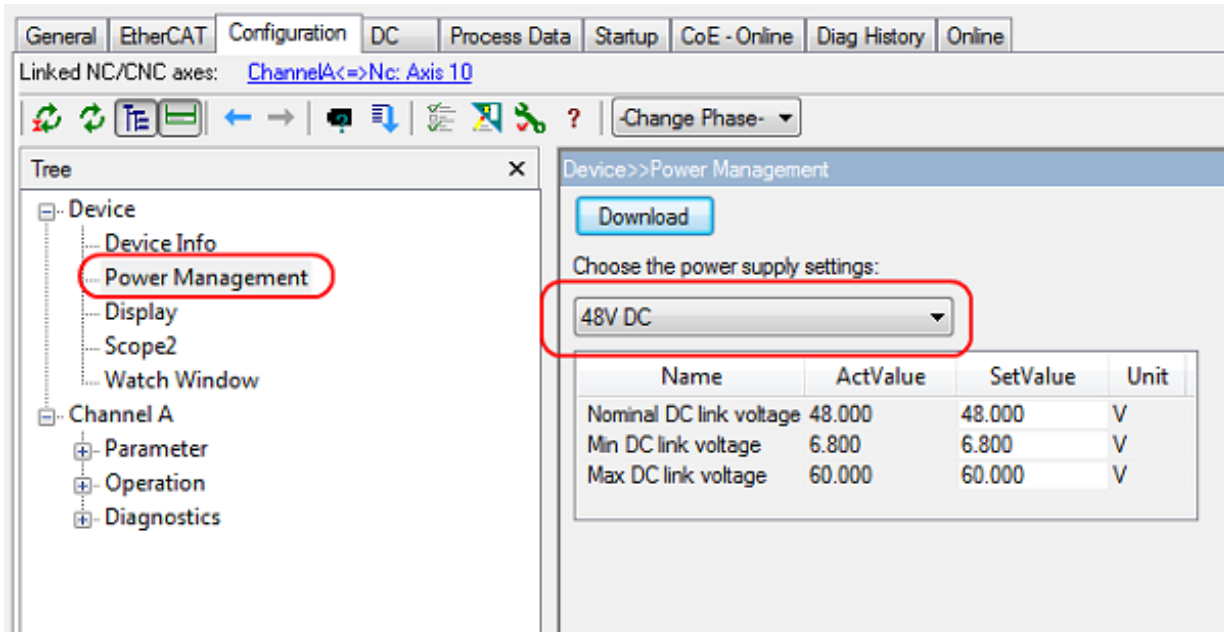 General EtherCAT Configuration DC Process Data Startup CoE - Online Diag History Online
Linked NC/CNC axes: ChannelA<=>Nc: Axis 10
? -Change Phase-
Tree
Device
Device Info
Power Management
Display
Scope2
Watch Window
Channel A
Parameter
Operation
Diagnostics
Device>>Power Management
Download
Choose the power supply settings:
48V DC
Name ActValue SetValue Unit
Nominal DC link voltage 48.000 48.000 V
Min DC link voltage 6.800 6.800 V
Max DC link voltage 60.000 60.000 V